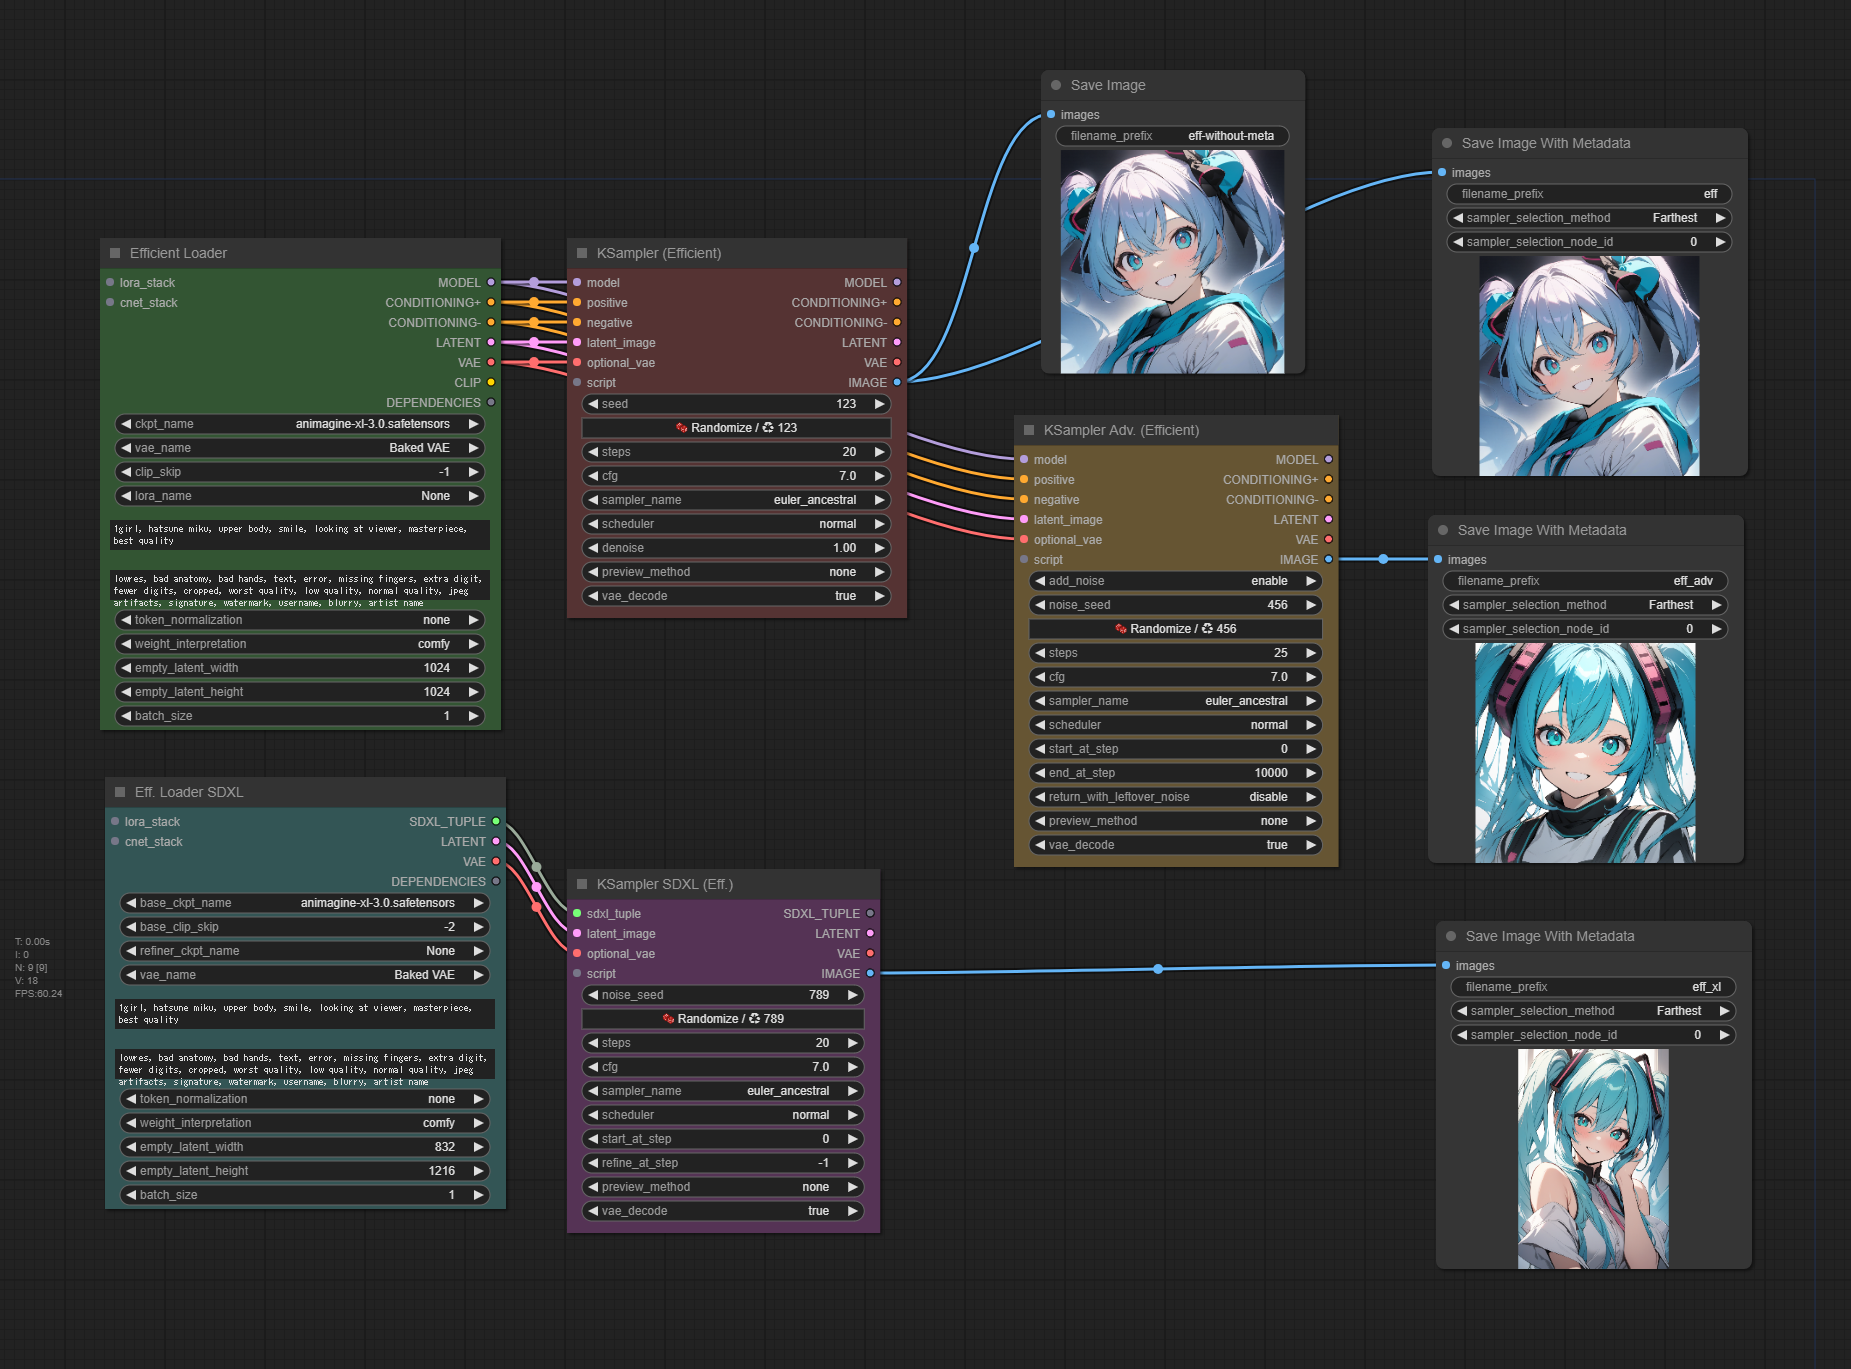 Efficient Loader
lora_stack MODEL
cnet_stack CONDITIONING+
CONDITIONING-
LATENT
VAE
CLIP
DEPENDENCIES
ckpt_name animagine-xl-3.0.safetensors
vae_name Baked VAE
clip_skip -1
lora_name None
1girl, hatsune miku, upper body, smile, looking at viewer, masterpiece,
best quality
lowres, bad anatomy, bad hands, text, error, missing fingers, extra digit,
fewer digits, cropped, worst quality, low quality, normal quality, jpeg
artifacts, signature, watermark, username, blurry, artist name
token_normalization none
weight_interpretation comfy
empty_latent_width 1024
empty_latent_height 1024
batch_size 1
KSampler (Efficient)
model MODEL
positive CONDITIONING+
negative CONDITIONING-
latent_image LATENT
optional_vae VAE
script IMAGE
seed 123
Randomize / ♻ 123
steps 20
cfg 7.0
sampler_name euler_ancestral
scheduler normal
denoise 1.00
preview_method none
vae_decode true
Save Image
images
filename_prefix eff-without-meta
Save Image With Metadata
images
filename_prefix eff
sampler_selection_method Farthest
sampler_selection_node_id 0
KSampler Adv. (Efficient)
model MODEL
positive CONDITIONING+
negative CONDITIONING-
latent_image LATENT
optional_vae VAE
script IMAGE
add_noise enable
noise_seed 456
Randomize / ♻ 456
steps 25
cfg 7.0
sampler_name euler_ancestral
scheduler normal
start_at_step 0
end_at_step 10000
return_with_leftover_noise disable
preview_method none
vae_decode true
Save Image With Metadata
images
filename_prefix eff_adv
sampler_selection_method Farthest
sampler_selection_node_id 0
Eff. Loader SDXL
lora_stack SDXL_TUPLE
cnet_stack LATENT
VAE
DEPENDENCIES
base_ckpt_name animagine-xl-3.0.safetensors
base_clip_skip -2
refiner_ckpt_name None
vae_name Baked VAE
1girl, hatsune miku, upper body, smile, looking at viewer, masterpiece,
best quality
lowres, bad anatomy, bad hands, text, error, missing fingers, extra digit,
fewer digits, cropped, worst quality, low quality, normal quality, jpeg
artifacts, signature, watermark, username, blurry, artist name
token_normalization none
weight_interpretation comfy
empty_latent_width 832
empty_latent_height 1216
batch_size 1
KSampler SDXL (Eff.)
sdxl_tuple SDXL_TUPLE
latent_image LATENT
optional_vae VAE
script IMAGE
noise_seed 789
Randomize / ♻ 789
steps 20
cfg 7.0
sampler_name euler_ancestral
scheduler normal
start_at_step 0
refine_at_step -1
preview_method none
vae_decode true
Save Image With Metadata
images
filename_prefix eff_xl
sampler_selection_method Farthest
sampler_selection_node_id 0
T: 0.00s
I: 0
N: 9 [9]
V: 18
FPS:60.24